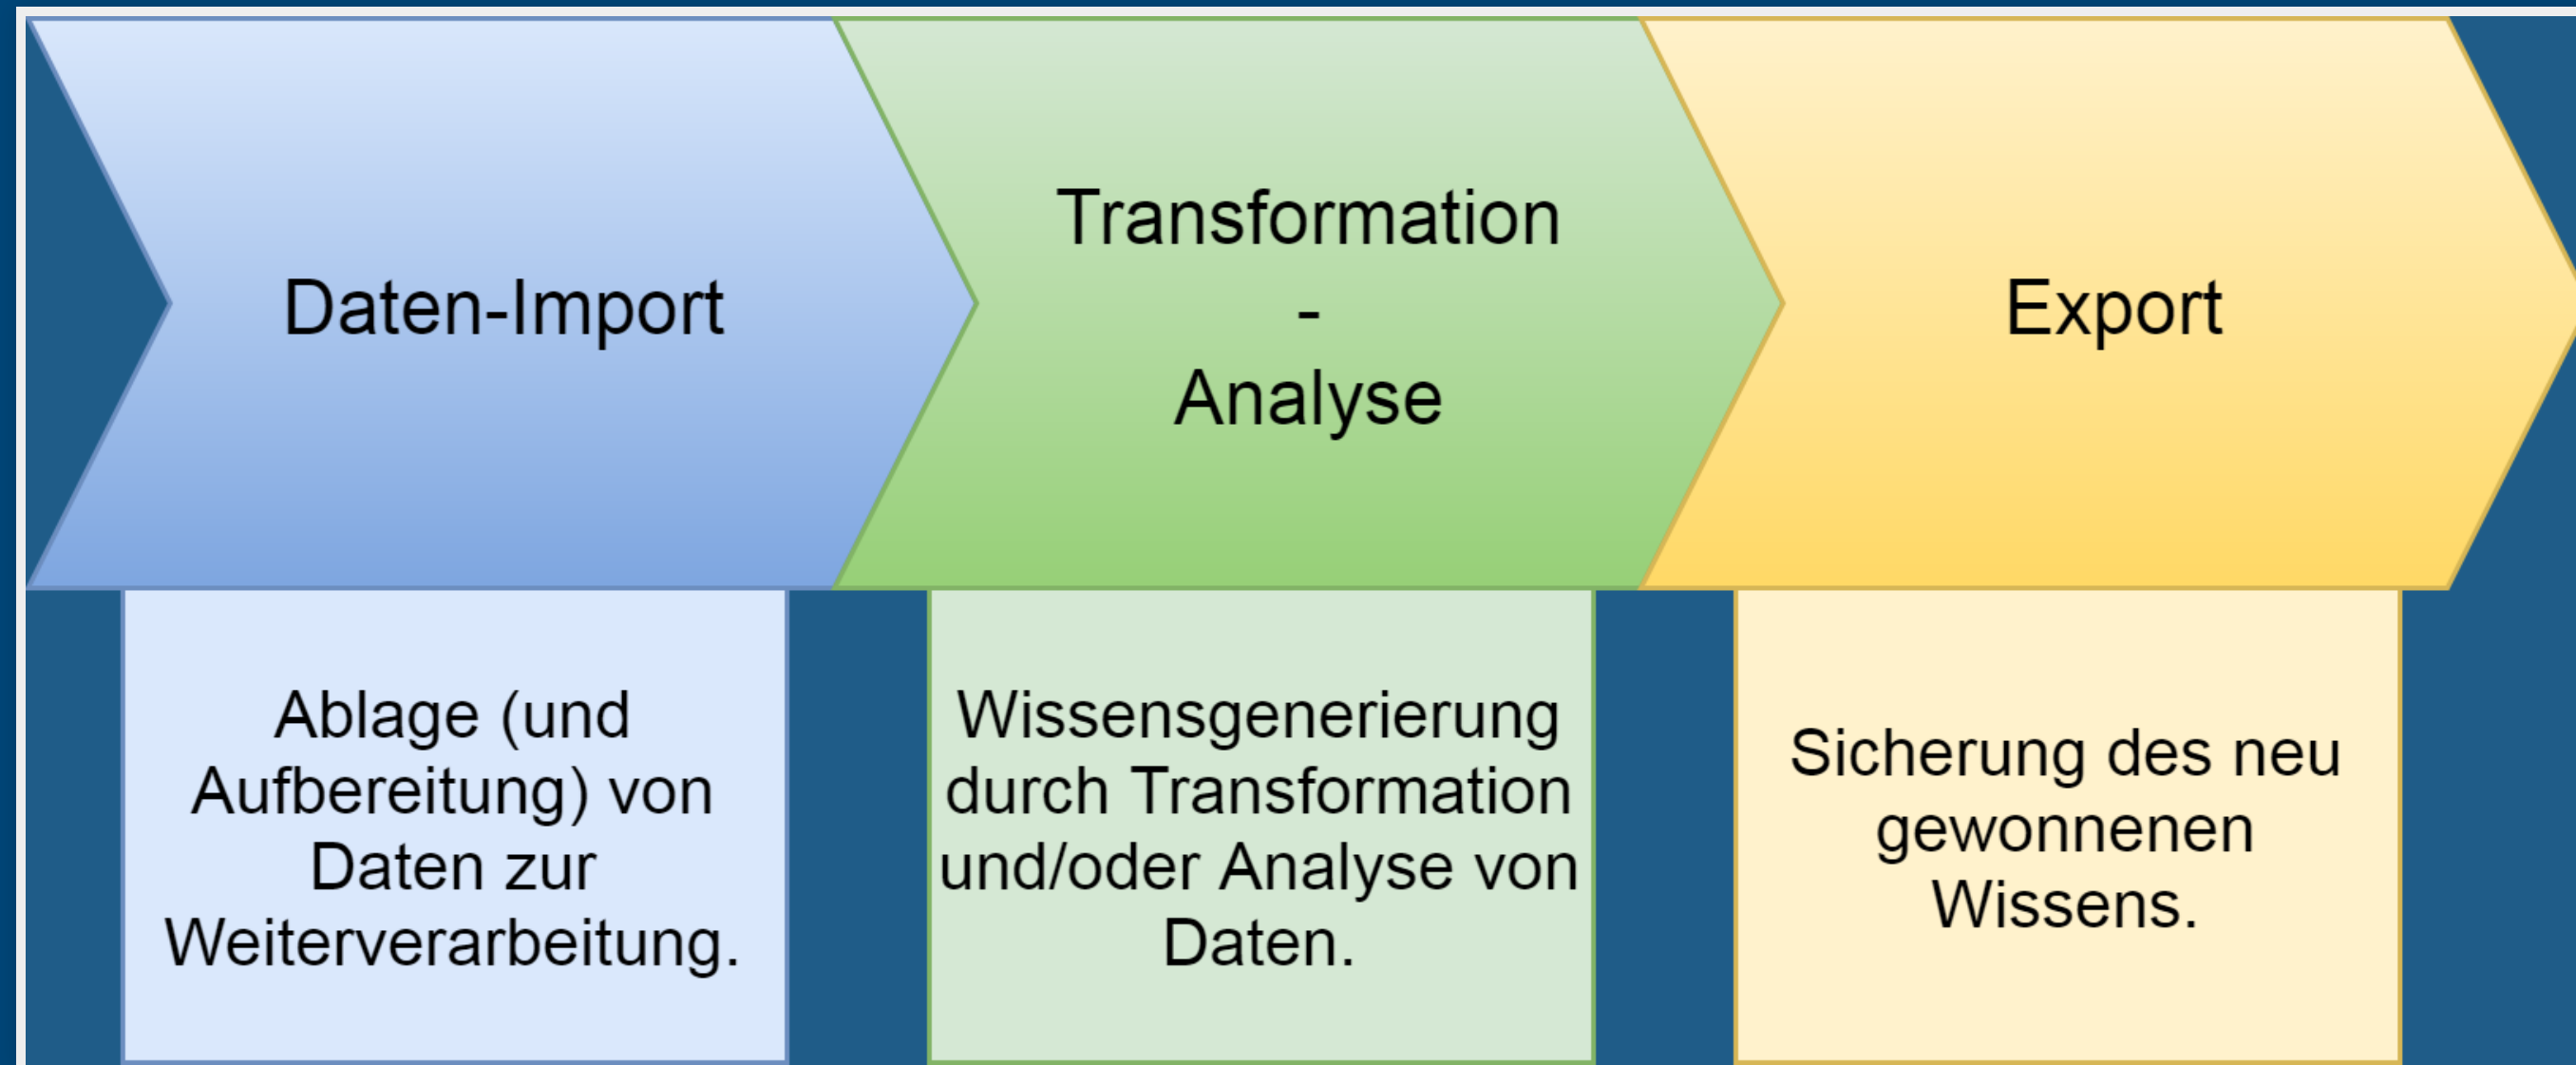 Daten-Import
Transformation
-
Analyse
Export
Ablage (und
Aufbereitung) von
Daten zur
Weiterverarbeitung.
Wissensgenerierung
durch Transformation
und/oder Analyse von
Daten.
Sicherung des neu
gewonnenen
Wissens.